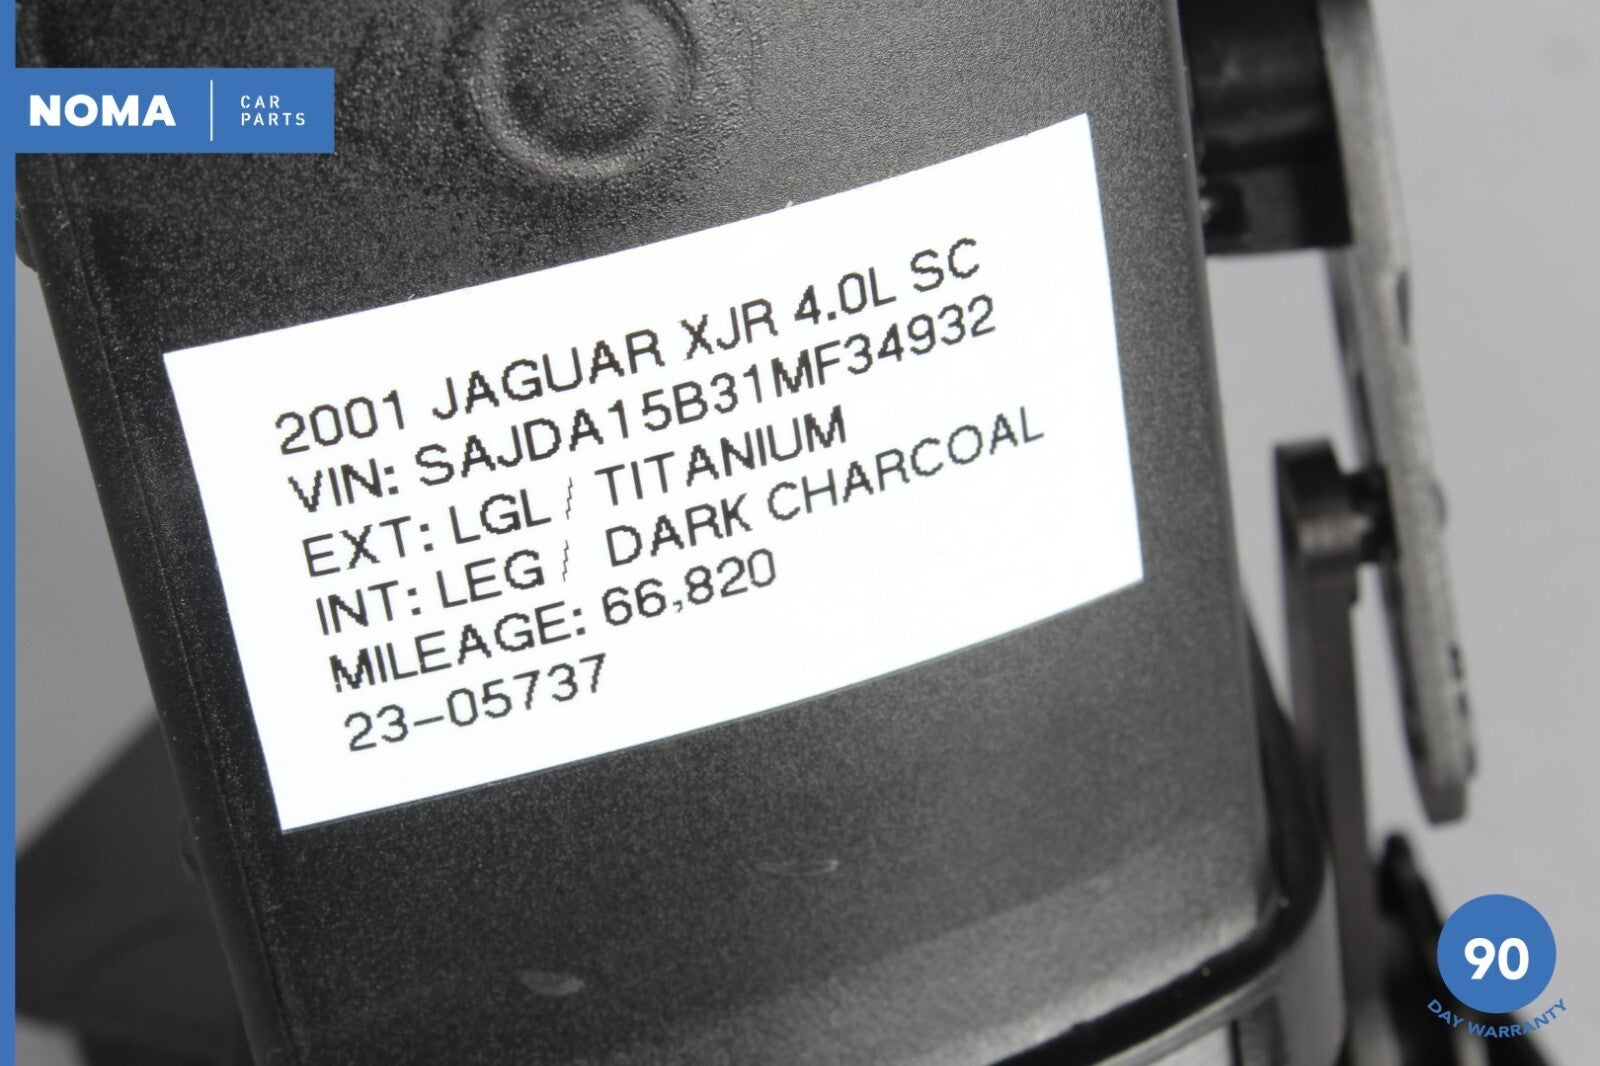 NOMA
CAR
PARTS
2001 JAGUAR XJR 4.0L SC
VIN: SAJDA15B31MF34932
EXT: LGL / TITANIUM
INT: LEG / DARK CHARCOAL
MILEAGE: 66,820
23-05737
90
DAY WARRANTY